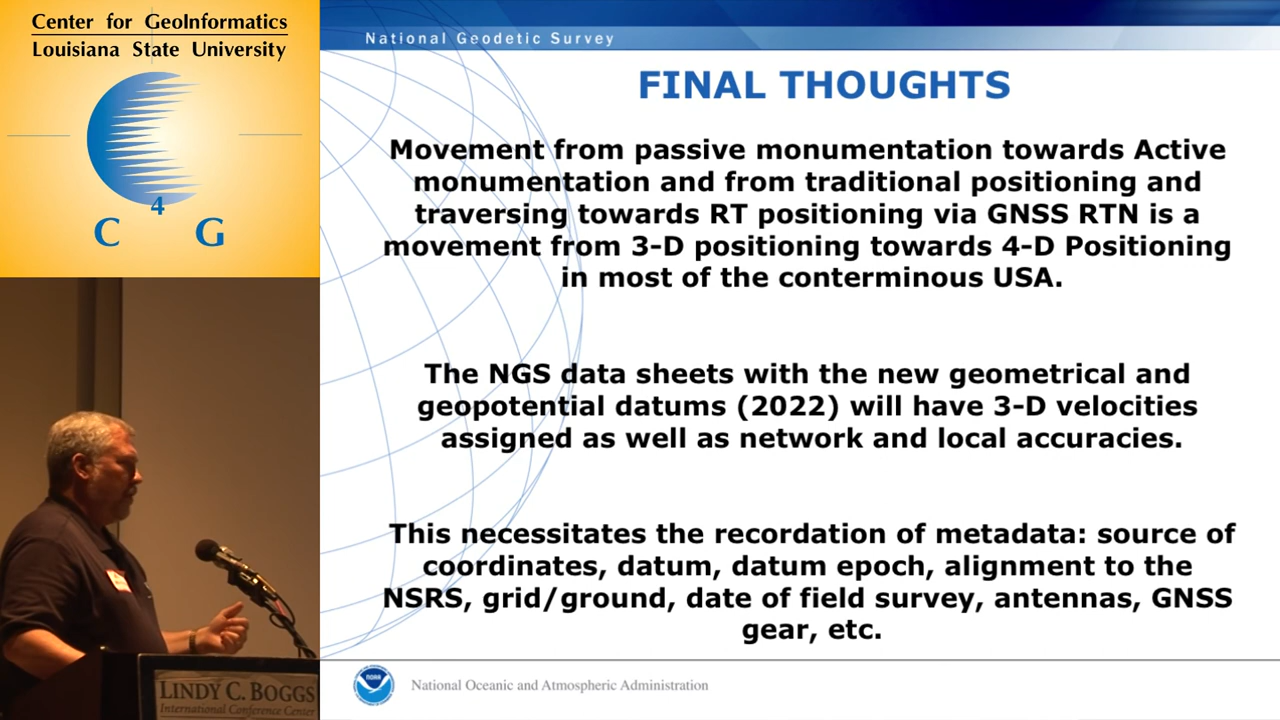 Center for GeoInformatics
Louisiana State University
C 4 G
National Geodetic Survey
FINAL THOUGHTS
Movement from passive monumentation towards Active
monumentation and from traditional positioning and
traversing towards RT positioning via GNSS RTN is a
movement from 3-D positioning towards 4-D Positioning
in most of the conterminous USA.
The NGS data sheets with the new geometrical and
geopotential datums (2022) will have 3-D velocities
assigned as well as network and local accuracies.
This necessitates the recordation of metadata: source of
coordinates, datum, datum epoch, alignment to the
NSRS, grid/ground, date of field survey, antennas, GNSS
gear, etc.
NOAA
National Oceanic and Atmospheric Administration
LINDY C. BOGGS
International Conference Center